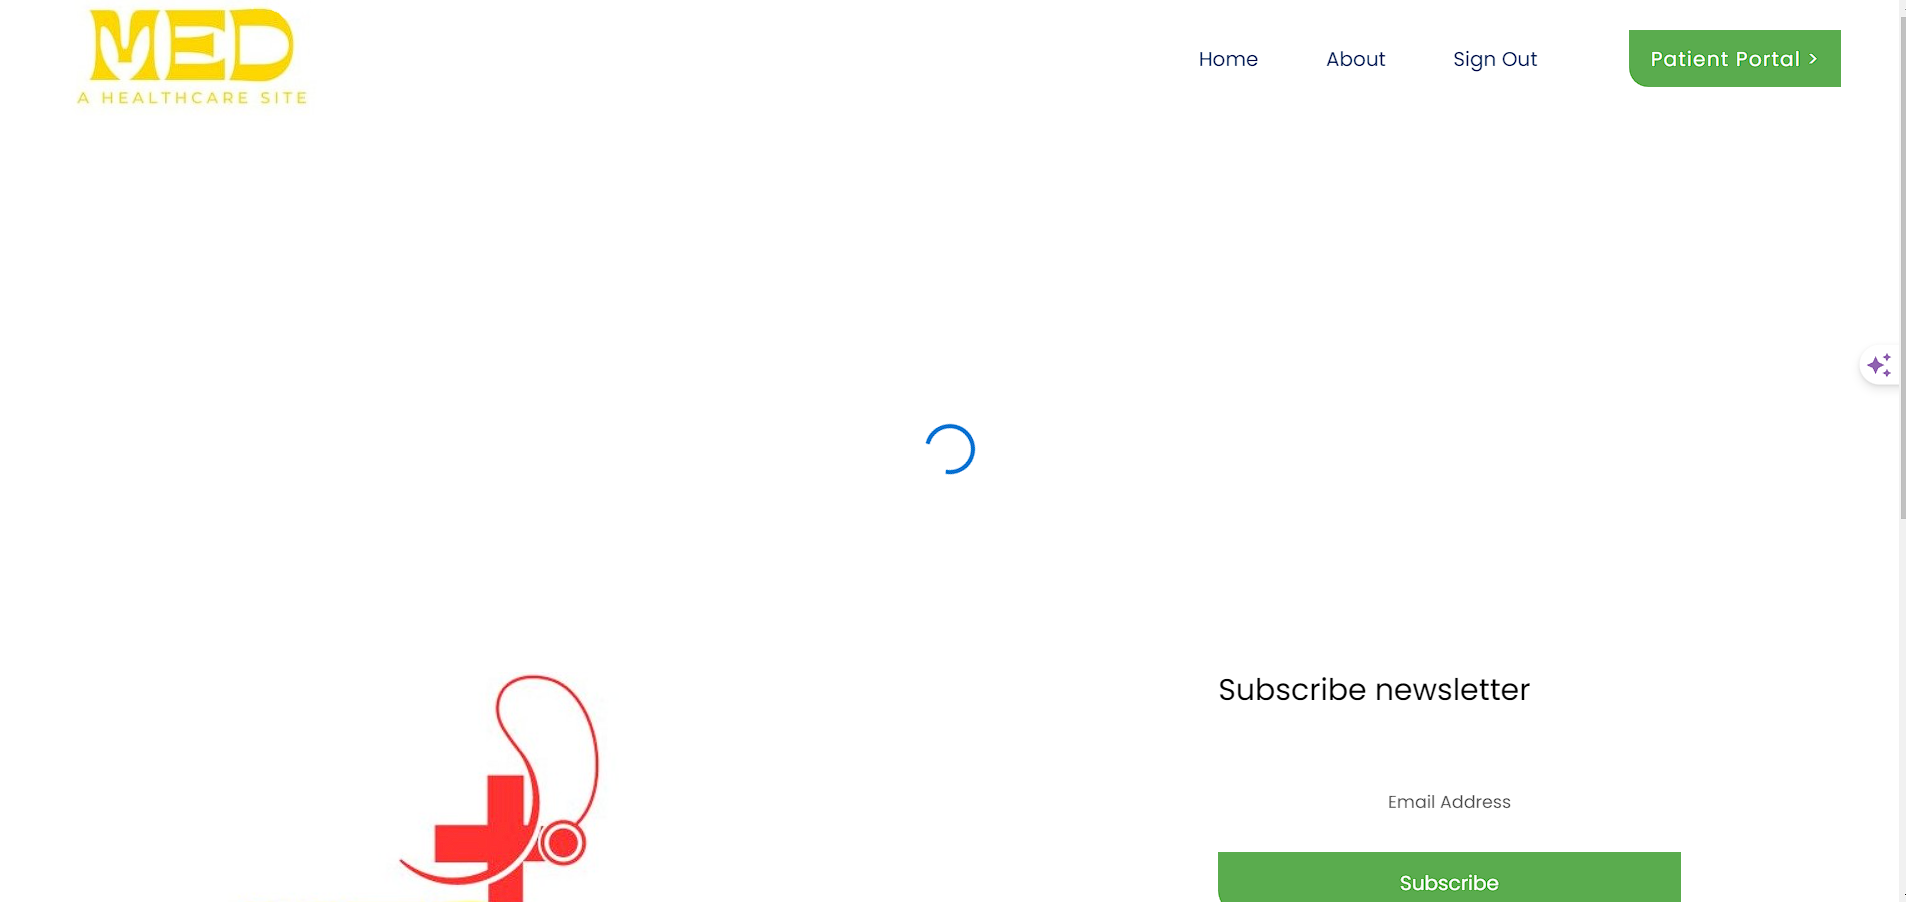 MED
A HEALTHCARE SITE
Home
About
Sign Out
Patient Portal >
Subscribe newsletter
Email Address
Subscribe